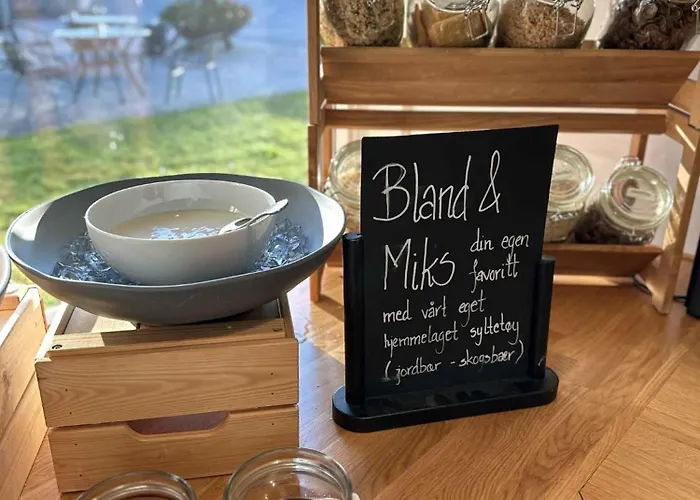 Bland &
Miks din egen
favoritt
med vårt eget
hjemmelaget syltetøy
(jordbær - skogsbær)